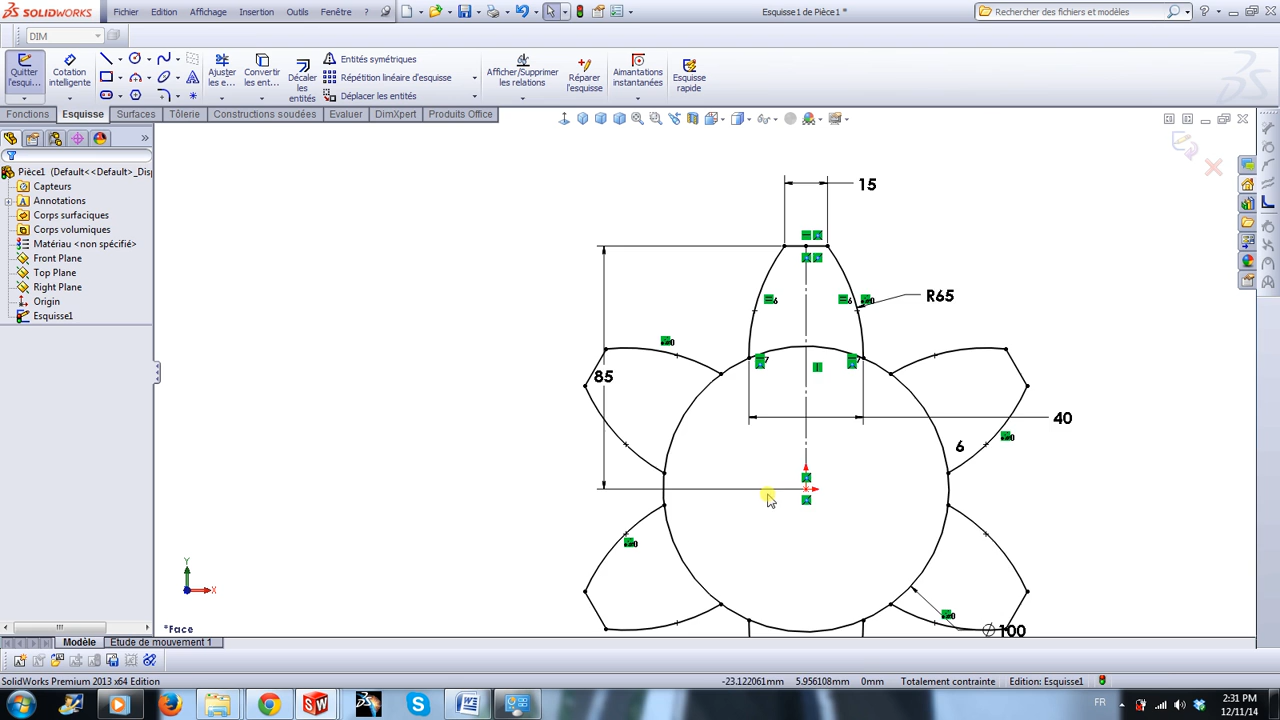 SOLIDWORKS Fichier Edition Affichage Insertion Outils Fenêtre ? Esquisse1 de Pièce1 * Rechercher des fichiers et modèles
DIM
Quitter l'esqui... Cotation intelligente Ajuster les e... Convertir les ent... Décaler les entités Entités symétriques Afficher/Supprimer les relations Réparer l'esquisse Aimantations instantanées Esquisse rapide
Répétition linéaire d'esquisse
Déplacer les entités
Fonctions Esquisse Surfaces Tôlerie Constructions soudées Evaluer DimXpert Produits Office
Pièce1 (Default<<Default>_Disp
Capteurs
Annotations
Corps surfaciques
Corps volumiques
Matériau <non spécifié>
Front Plane
Top Plane
Right Plane
Origin
Esquisse1
15
6 6
R65
7 7
85
40
6
100
Y
X
*Face
Modèle Etude de mouvement 1
SolidWorks Premium 2013 x64 Edition -23.122061mm 5.956108mm 0mm Totalement contrainte Edition: Esquisse1
FR 2:31 PM
12/11/14